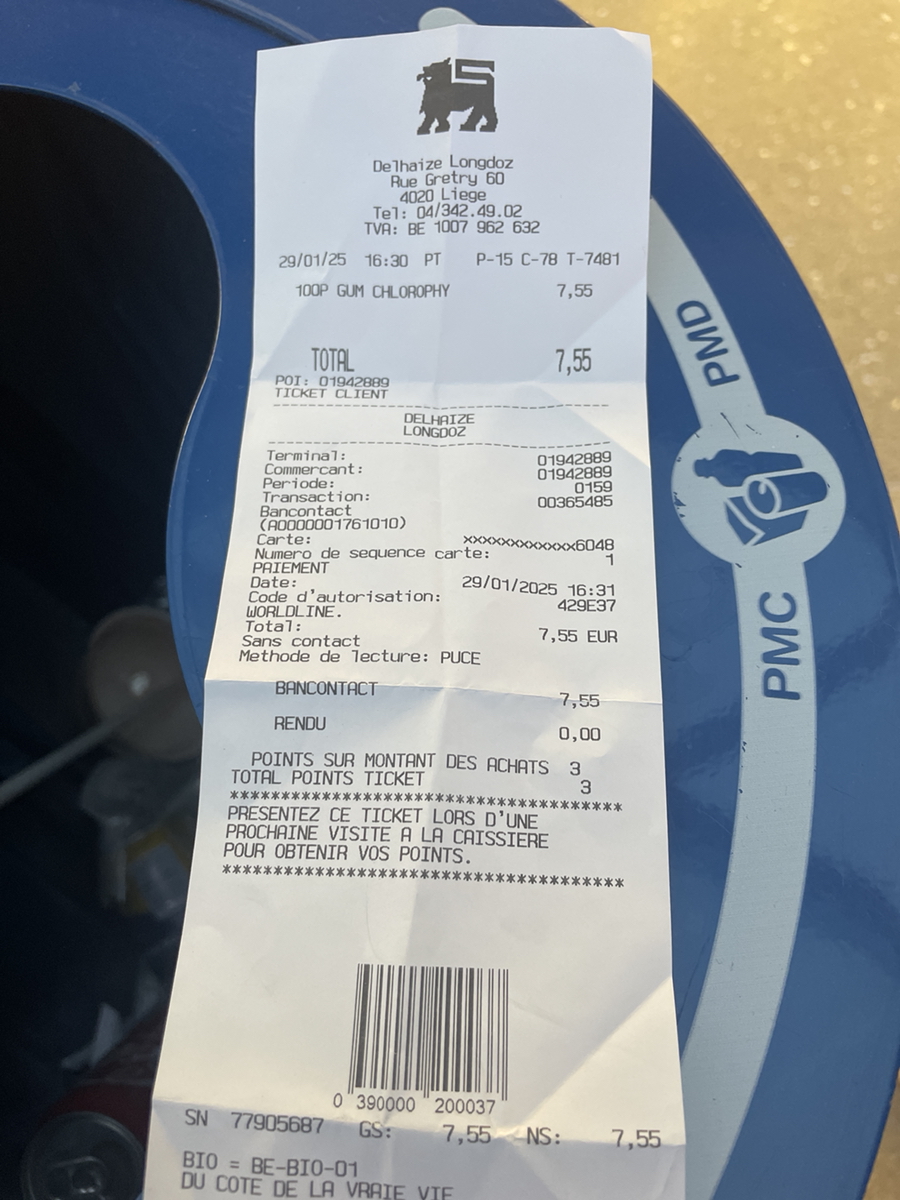 Delhaize Longdoz
Rue Gretry 60
4020 Liege
Tel: 04/342.49.02
TVA: BE 1007 962 632
29/01/25 16:30 PT P-15 C-78 T-7481
100P GUM CHLOROPHY 7,55
TOTAL 7,55
POI: 01942889
TICKET CLIENT
DELHAIZE
LONGDOZ
Terminal: 01942889
Commercant: 01942889
Periode: 0159
Transaction: 00365485
Bancontact
(A0000001761010)
Carte: xxxxxxxxxxxxx6048
Numero de sequence carte: 1
PAIEMENT
Date: 29/01/2025 16:31
Code d'autorisation: 429E37
WORLDLINE.
Total: 7,55 EUR
Sans contact
Methode de lecture: PUCE
BANCONTACT 7,55
RENDU 0,00
POINTS SUR MONTANT DES ACHATS 3
TOTAL POINTS TICKET 3
***************************************
PRESENTEZ CE TICKET LORS D'UNE
PROCHAINE VISITE A LA CAISSIERE
POUR OBTENIR VOS POINTS.
***************************************
0 390000 200037
SN 77905687 GS: 7,55 NS: 7,55
BIO = BE-BIO-01
DU COTE DE LA VRAIE VIE
PMD
PMC